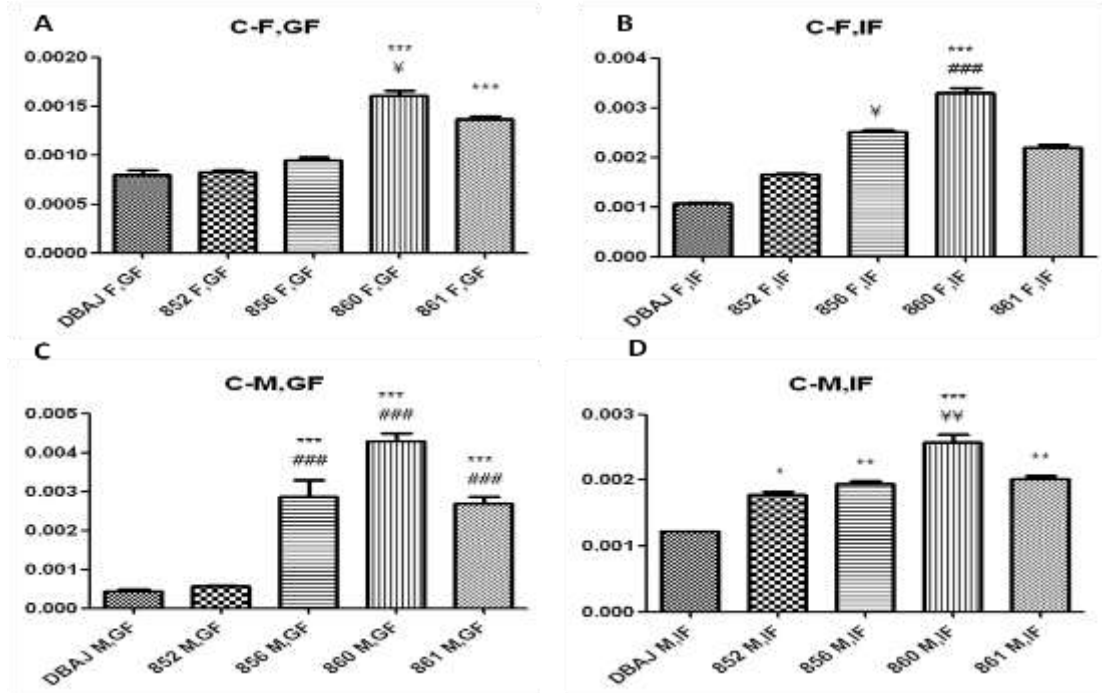 A
C-F,GF
***
¥
***
0.0020
0.0015
0.0010
0.0005
0.0000
DBAJ F,GF
852 F,GF
856 F,GF
860 F,GF
861 F,GF
B
C-F,IF
***
###
¥
0.004
0.003
0.002
0.001
0.000
DBAJ F,IF
852 F,IF
856 F,IF
860 F,IF
861 F,IF
C
C-M,GF
***
###
***
###
***
###
0.005
0.004
0.003
0.002
0.001
0.000
DBAJ M,GF
852 M,GF
856 M,GF
860 M,GF
861 M,GF
D
C-M,IF
***
¥¥
*
**
**
0.003
0.002
0.001
0.000
DBAJ M,IF
852 M,IF
856 M,IF
860 M,IF
861 M,IF